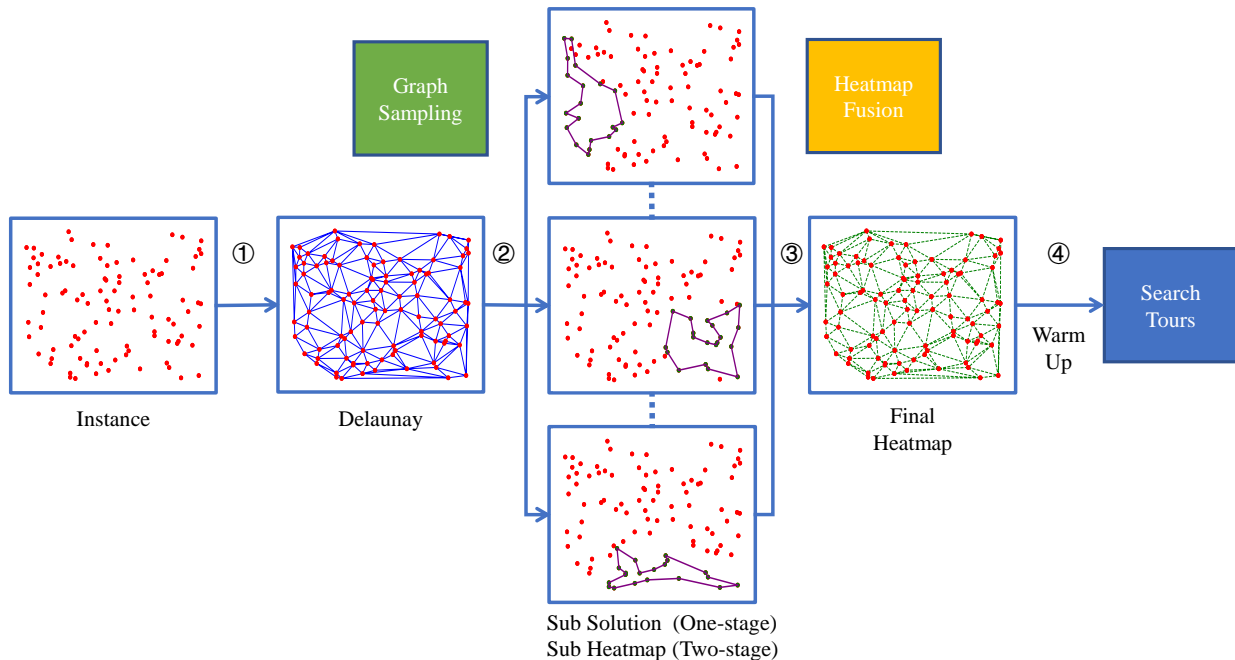 Graph
Sampling
Heatmap
Fusion
①
②
③
④
Search
Tours
Warm
Up
Instance
Delaunay
Final
Heatmap
Sub Solution (One-stage)
Sub Heatmap (Two-stage)